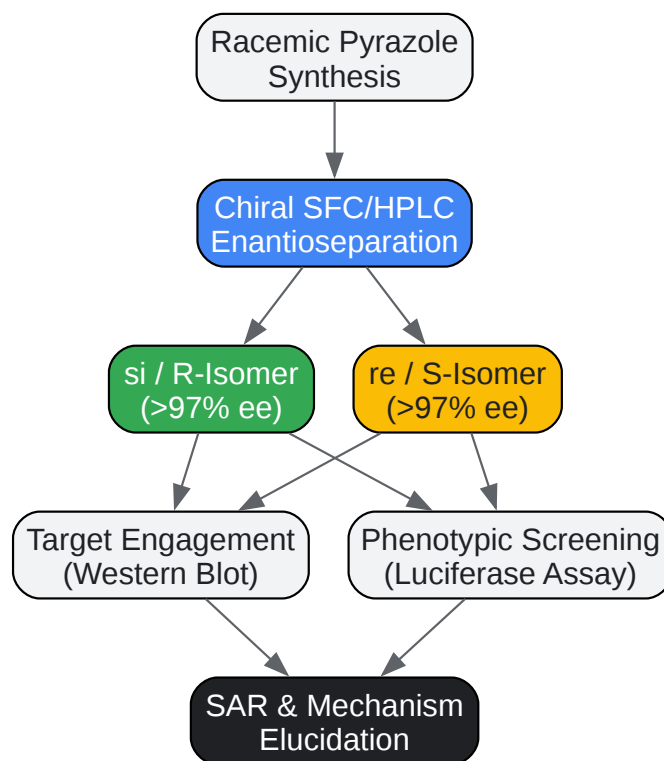 Racemic Pyrazole
Synthesis
Chiral SFC/HPLC
Enantioseparation
si / R-Isomer
(>97% ee)
re / S-Isomer
(>97% ee)
Target Engagement
(Western Blot)
Phenotypic Screening
(Luciferase Assay)
SAR & Mechanism
Elucidation